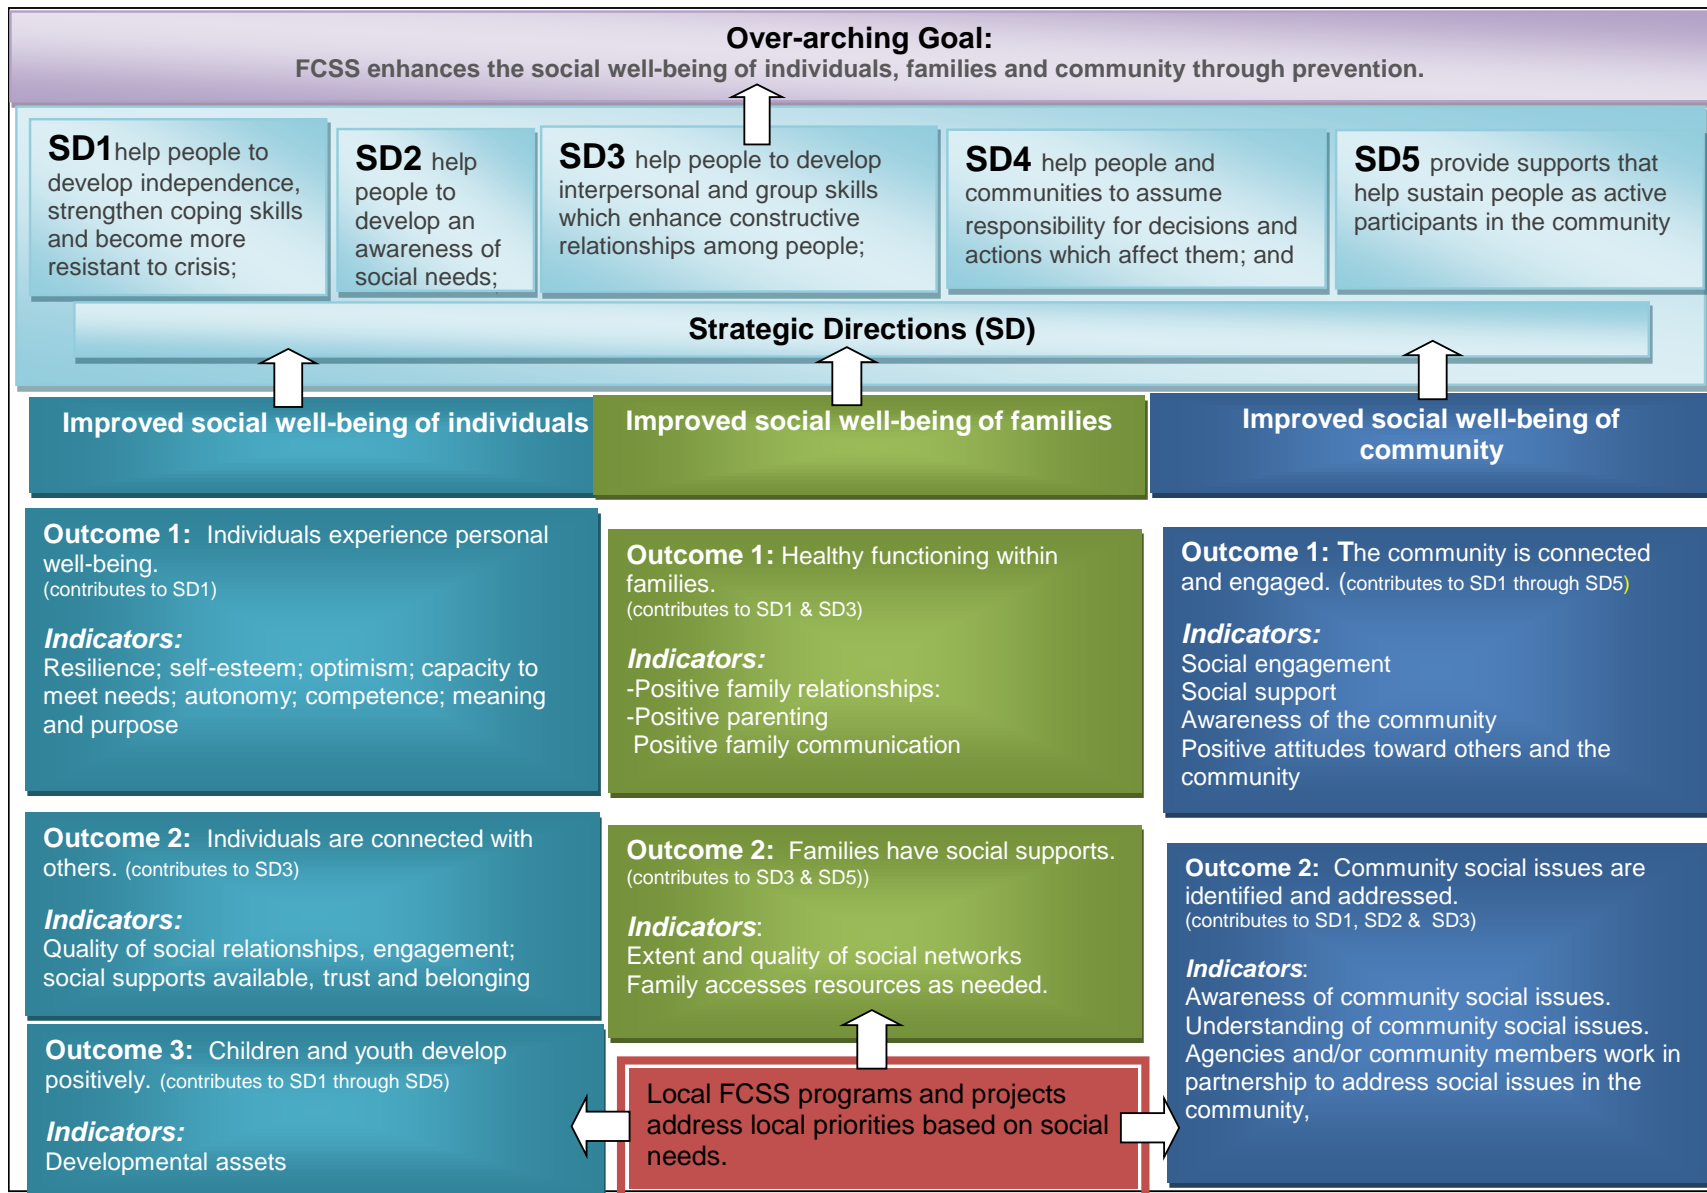 Over-arching Goal:
FCSS enhances the social well-being of individuals, families and community through prevention.
SD1help people to
develop independence,
strengthen coping skills
and become more
resistant to crisis;
SD2 help
people to
develop an
awareness of
social needs;
SD3 help people to develop
interpersonal and group skills
which enhance constructive
relationships among people;
SD4 help people and
communities to assume
responsibility for decisions and
actions which affect them; and
SD5 provide supports that
help sustain people as active
participants in the community
Strategic Directions (SD)
Improved social well-being of individuals
Outcome 1: Individuals experience personal
well-being.
(contributes to SD1)
Indicators:
Resilience; self-esteem; optimism; capacity to
meet needs; autonomy; competence; meaning
and purpose
Outcome 2: Individuals are connected with
others. (contributes to SD3)
Indicators:
Quality of social relationships, engagement;
social supports available, trust and belonging
Outcome 3: Children and youth develop
positively. (contributes to SD1 through SD5)
Indicators:
Developmental assets
Improved social well-being of families
Outcome 1: Healthy functioning within
families.
(contributes to SD1 & SD3)
Indicators:
-Positive family relationships:
-Positive parenting
Positive family communication
Outcome 2: Families have social supports.
(contributes to SD3 & SD5))
Indicators:
Extent and quality of social networks
Family accesses resources as needed.
Local FCSS programs and projects
address local priorities based on social
needs.
Improved social well-being of
community
Outcome 1: The community is connected
and engaged. (contributes to SD1 through SD5)
Indicators:
Social engagement
Social support
Awareness of the community
Positive attitudes toward others and the
community
Outcome 2: Community social issues are
identified and addressed.
(contributes to SD1, SD2 & SD3)
Indicators:
Awareness of community social issues.
Understanding of community social issues.
Agencies and/or community members work in
partnership to address social issues in the
community,